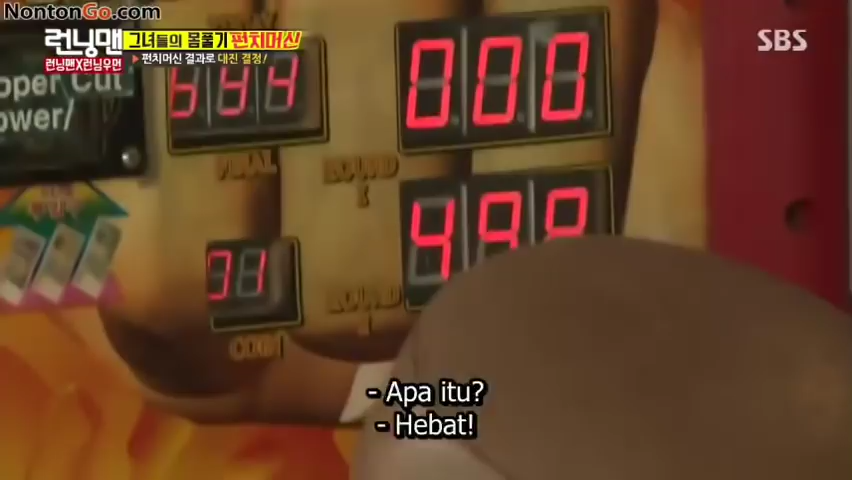 NontonGo.com
런닝맨
런닝맨X런닝우먼
그녀들의 몸풀기 펀치머신
▶ 펀치머신 결과로 대진 결정!
SBS
pper Cut
ower/
FINAL
ROUND
I
000
ROUND
COIN
- Apa itu?
- Hebat!